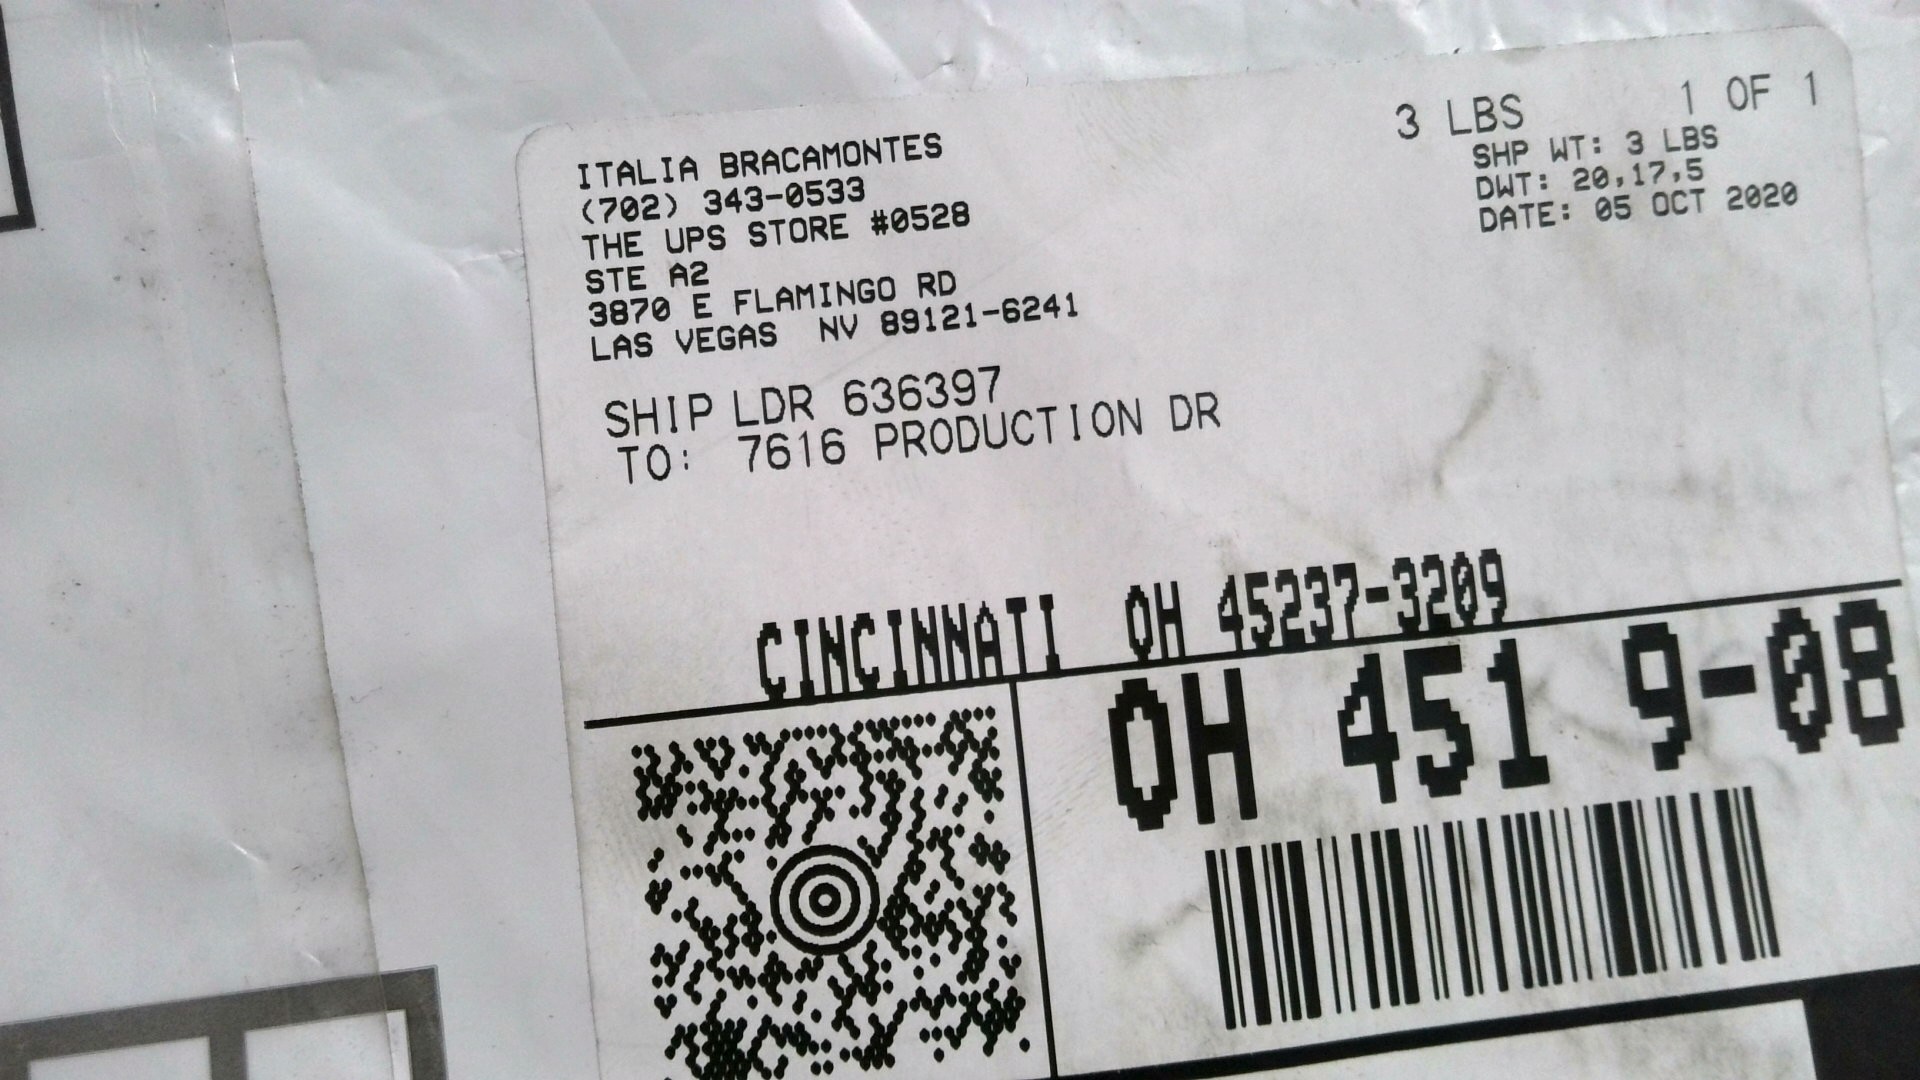 ITALIA BRACAMONTES
(702) 343-0533
THE UPS STORE #0528
STE A2
3870 E FLAMINGO RD
LAS VEGAS NV 89121-6241
3 LBS 1 OF 1
SHP WT: 3 LBS
DWT: 20,17,5
DATE: 05 OCT 2020
SHIP LDR 636397
TO: 7616 PRODUCTION DR
CINCINNATI OH 45237-3209
OH 451 9-08